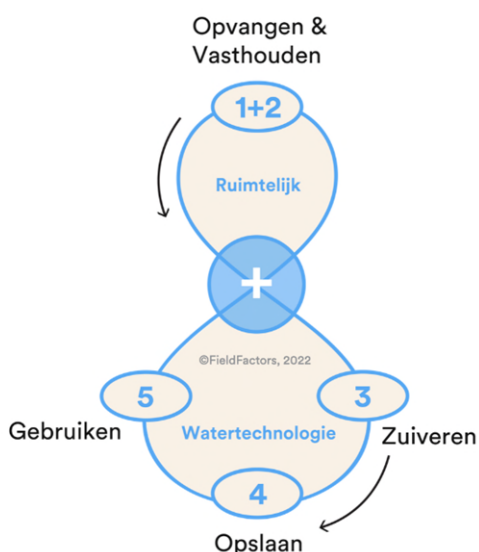 Opvangen &
Vasthouden
1+2
Ruimtelijk
+
©FieldFactors, 2022
5
3
Gebruiken
Watertechnologie
Zuiveren
4
Opslaan